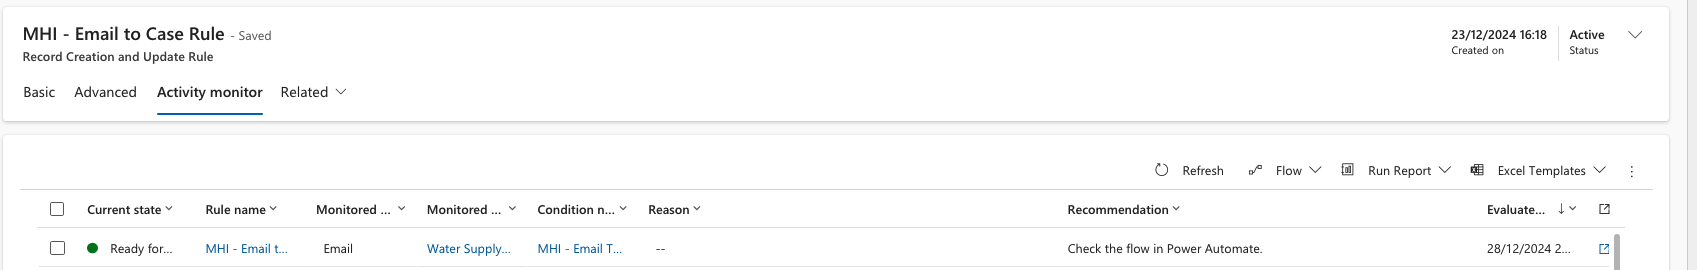 MHI - Email to Case Rule - Saved
Record Creation and Update Rule
23/12/2024 16:18
Created on
Active
Status
Basic Advanced Activity monitor Related
Refresh Flow Run Report Excel Templates
Current state Rule name Monitored ... Monitored ... Condition n... Reason Recommendation Evaluate...
Ready for... MHI - Email t... Email Water Supply... MHI - Email T... -- Check the flow in Power Automate. 28/12/2024 2...